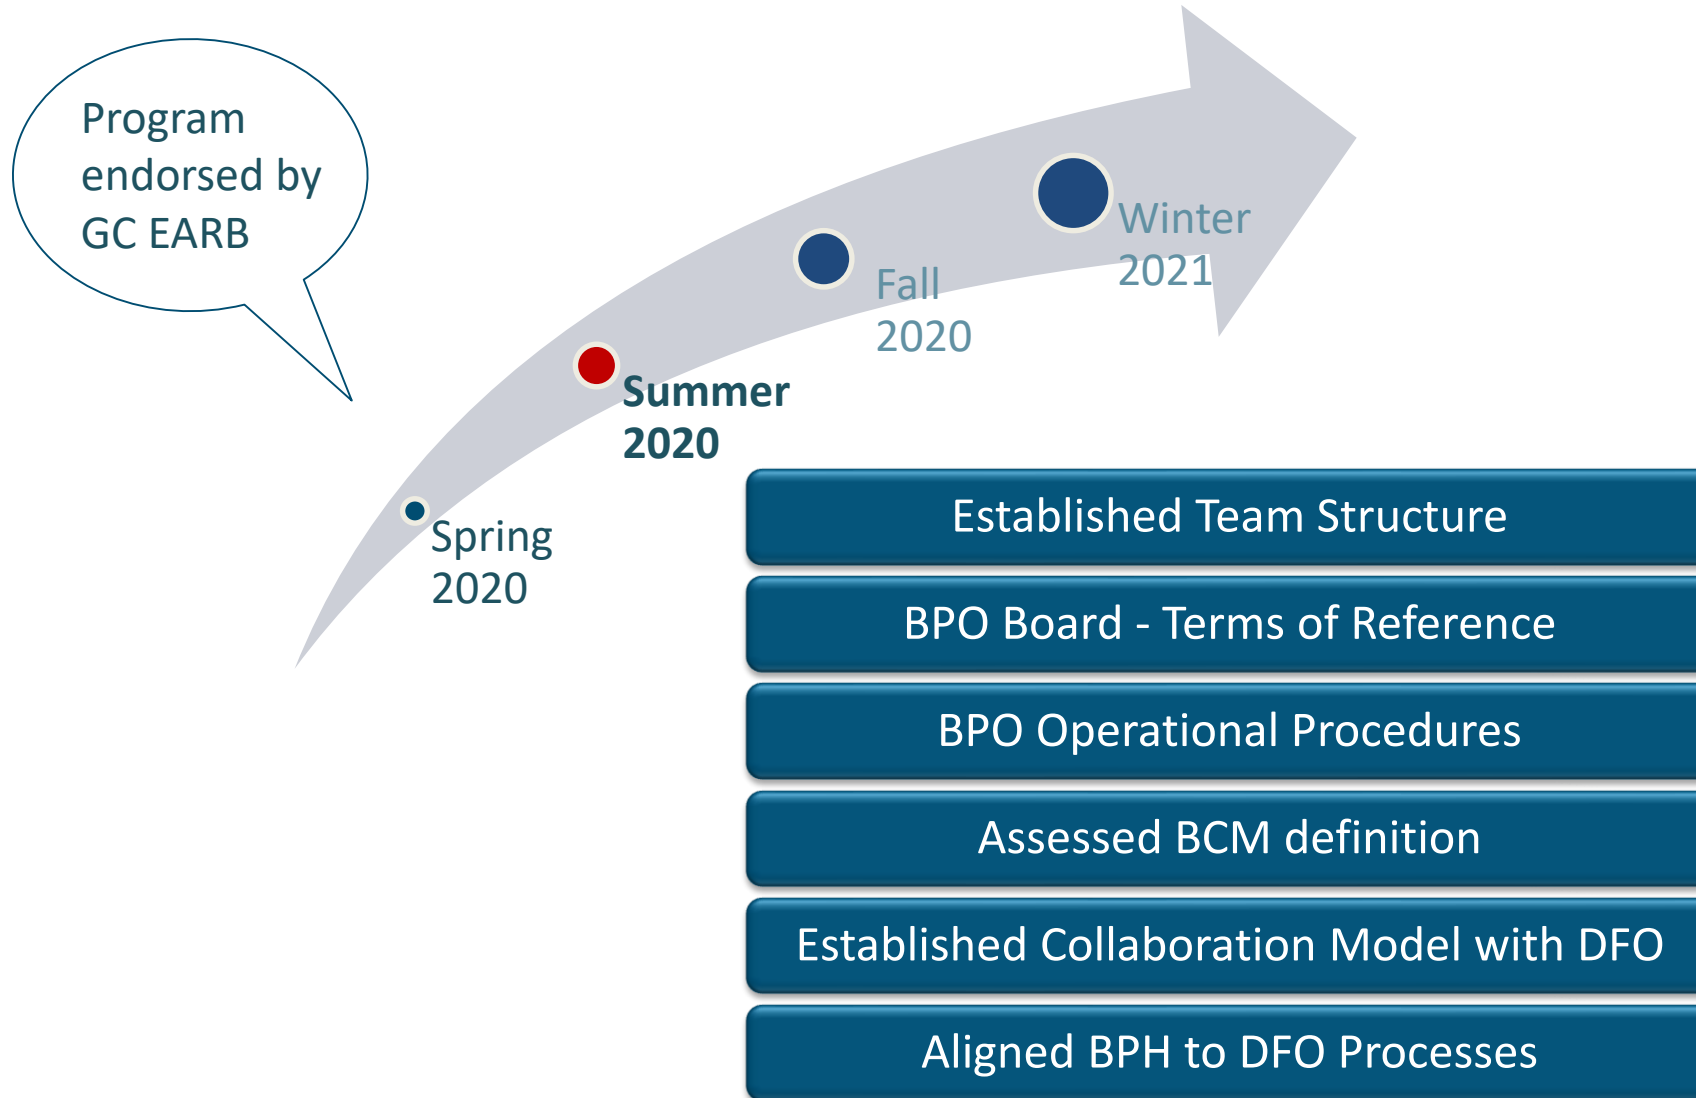 Program
endorsed by
GC EARB
Winter
2021
Fall
2020
Summer
2020
Spring
2020
Established Team Structure
BPO Board - Terms of Reference
BPO Operational Procedures
Assessed BCM definition
Established Collaboration Model with DFO
Aligned BPH to DFO Processes